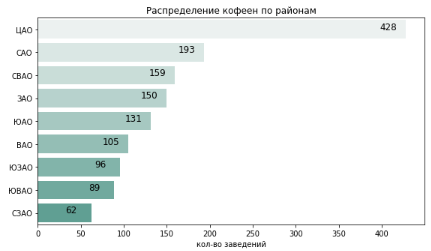 Распределение кофеен по районам
ЦАО 428
САО 193
СВАО 159
ЗАО 150
ЮАО 131
ВАО 105
ЮЗАО 96
ЮВАО 89
СЗАО 62
0 50 100 150 200 250 300 350 400
кол-во заведений